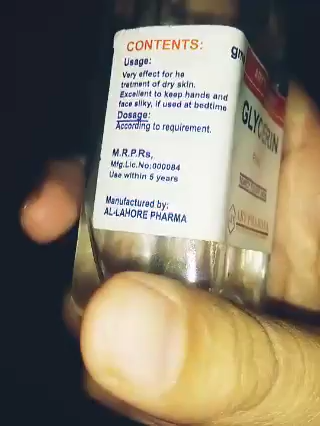 CONTENTS:
Usage:
Very effect for he
tretment of dry skin.
Excellent to keep hands and
face silky, if used at bedtime
Dosage:
According to requirement.
M.R.P.Rs,
Mfg.Lic.No:000084
Use within 5 years
Manufactured by:
AL-LAHORE PHARMA
GLYCERIN